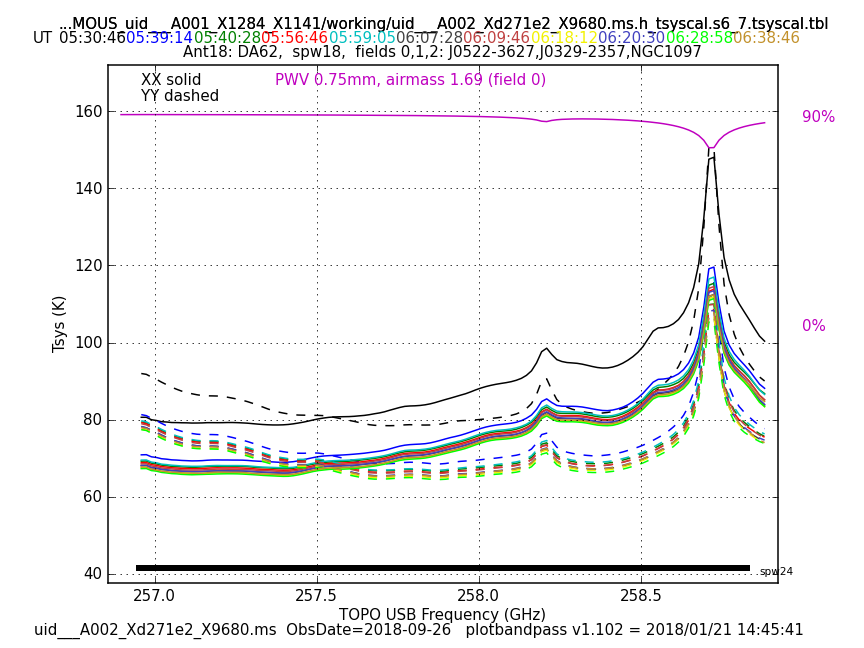 ...MOUS_uid___A001_X1284_X1141/working/uid___A002_Xd271e2_X9680.ms.h_tsyscal.s6_7.tsyscal.tbl
UT 05:30:46 05:39:14 05:40:28 05:56:46 05:59:05 06:07:28 06:09:46 06:18:12 06:20:30 06:28:58 06:38:46
Ant18: DA62, spw18, fields 0,1,2: J0522-3627,J0329-2357,NGC1097
XX solid
PWV 0.75mm, airmass 1.69 (field 0)
YY dashed
160
140
120
100
80
60
40
90%
0%
Tsys (K)
spw24
257.0 257.5 258.0 258.5
TOPO USB Frequency (GHz)
uid___A002_Xd271e2_X9680.ms ObsDate=2018-09-26 plotbandpass v1.102 = 2018/01/21 14:45:41